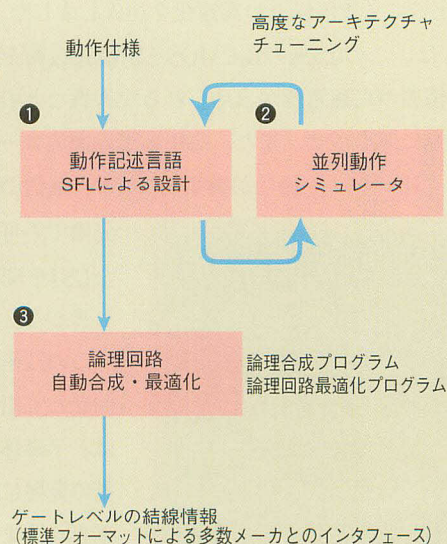 高度なアーキテクチャ
チューニング
動作仕様
❶
動作記述言語
SFLによる設計
❷
並列動作
シミュレータ
❸
論理回路
自動合成・最適化
論理合成プログラム
論理回路最適化プログラム
ゲートレベルの結線情報
(標準フォーマットによる多数メーカとのインタフェース)